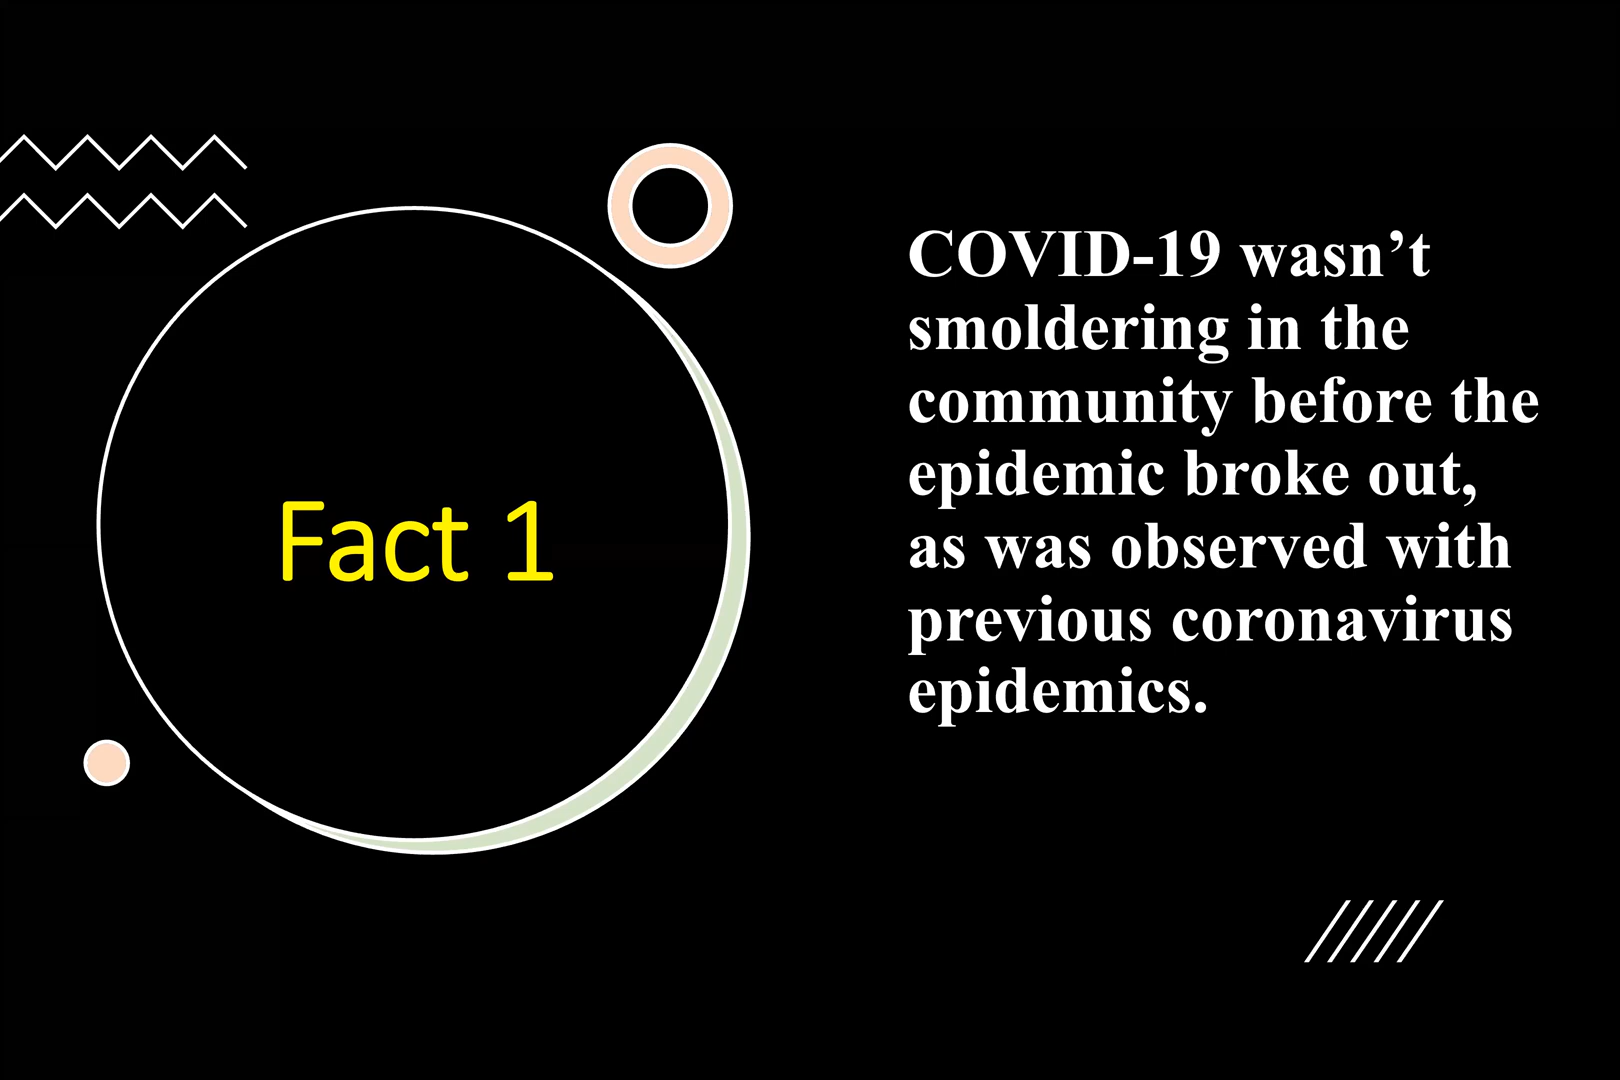 Fact 1
COVID-19 wasn’t
smoldering in the
community before the
epidemic broke out,
as was observed with
previous coronavirus
epidemics.